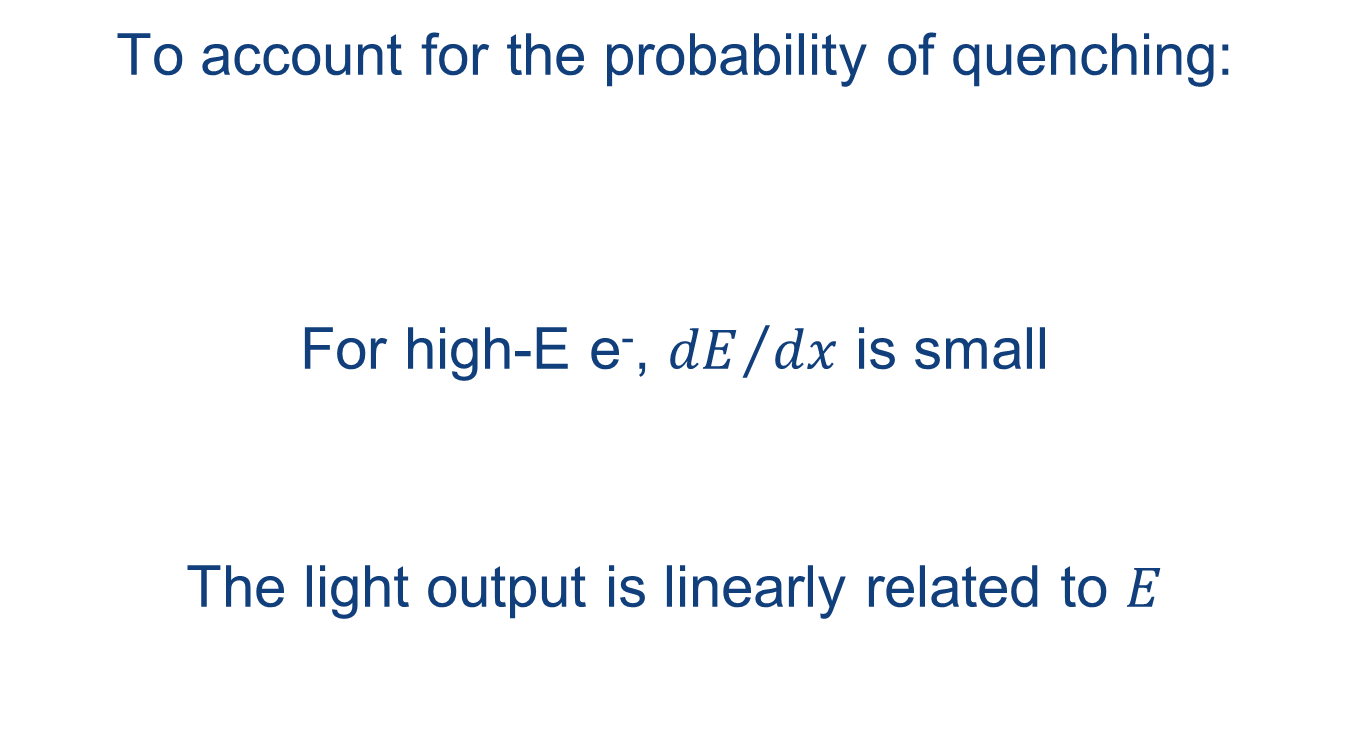 To account for the probability of quenching:
For high-E e⁻, 𝑑𝐸/𝑑𝑥 is small
The light output is linearly related to 𝐸